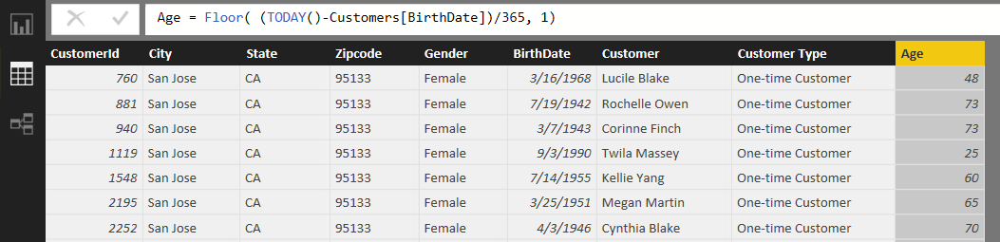 Age = Floor( (TODAY()-Customers[BirthDate])/365, 1)
CustomerId City State Zipcode Gender BirthDate Customer Customer Type Age
760 San Jose CA 95133 Female 3/16/1968 Lucile Blake One-time Customer 48
881 San Jose CA 95133 Female 7/19/1942 Rochelle Owen One-time Customer 73
940 San Jose CA 95133 Female 3/7/1943 Corinne Finch One-time Customer 73
1119 San Jose CA 95133 Female 9/3/1990 Twila Massey One-time Customer 25
1548 San Jose CA 95133 Female 7/14/1955 Kellie Yang One-time Customer 60
2195 San Jose CA 95133 Female 3/25/1951 Megan Martin One-time Customer 65
2252 San Jose CA 95133 Female 4/3/1946 Cynthia Blake One-time Customer 70